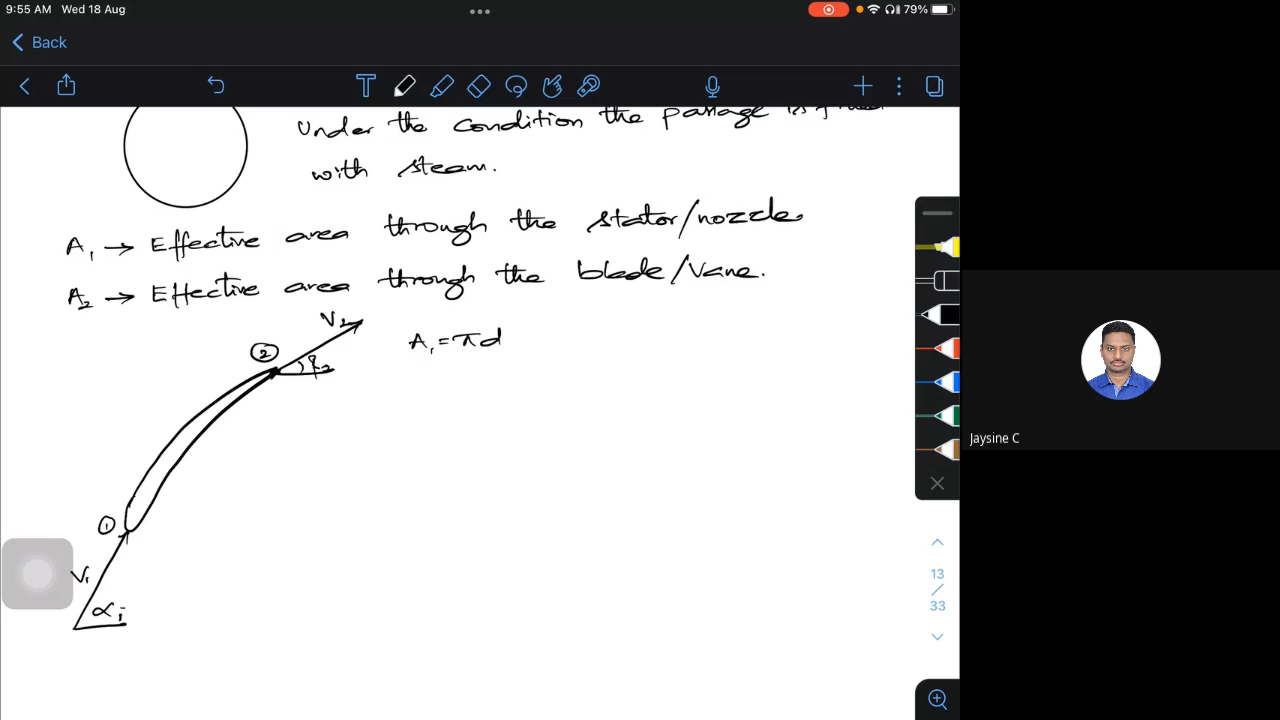 9:55 AM Wed 18 Aug
79%
Back
T
Under the condition the passage is
with steam.
A₁ → Effective area through the stator/nozzle
A₂ → Effective area through the blade/vane.
V₂
②
A₁ = πd
①
V₁
αi
Jaysine C
13
/
33